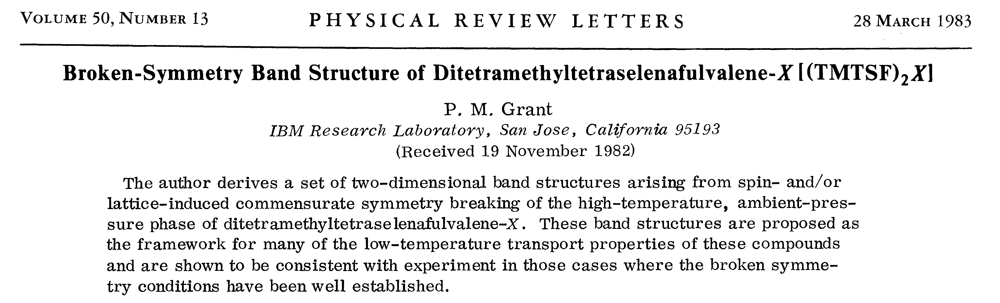 VOLUME 50, NUMBER 13 PHYSICAL REVIEW LETTERS 28 MARCH 1983
Broken-Symmetry Band Structure of Ditetramethyltetraselenafulvalene-X [(TMTSF)₂X]
P. M. Grant
IBM Research Laboratory, San Jose, California 95193
(Received 19 November 1982)
The author derives a set of two-dimensional band structures arising from spin- and/or
lattice-induced commensurate symmetry breaking of the high-temperature, ambient-pres-
sure phase of ditetramethyltetraselenafulvalene-X. These band structures are proposed as
the framework for many of the low-temperature transport properties of these compounds
and are shown to be consistent with experiment in those cases where the broken symme-
try conditions have been well established.